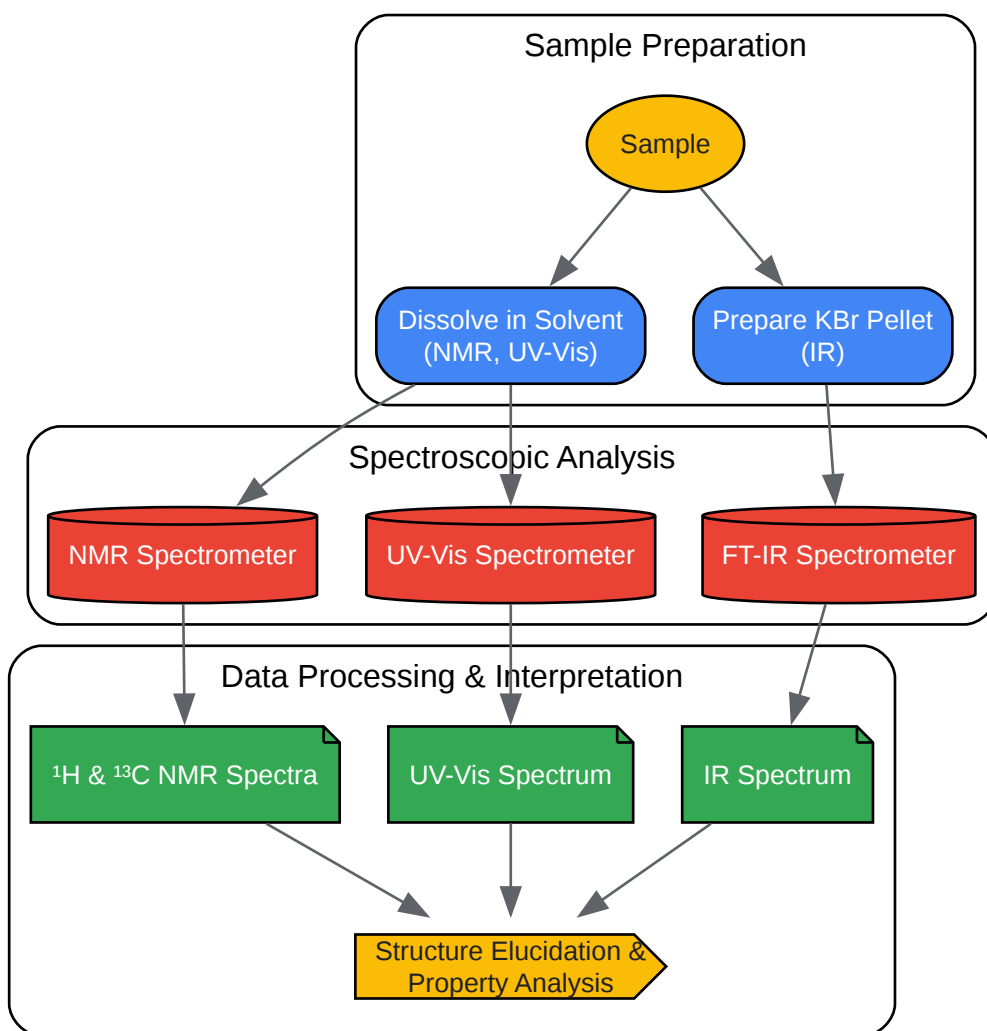 Sample Preparation
Sample
Dissolve in Solvent
(NMR, UV-Vis)
Prepare KBr Pellet
(IR)
Spectroscopic Analysis
NMR Spectrometer
UV-Vis Spectrometer
FT-IR Spectrometer
Data Processing & Interpretation
¹H & ¹³C NMR Spectra
UV-Vis Spectrum
IR Spectrum
Structure Elucidation &
Property Analysis